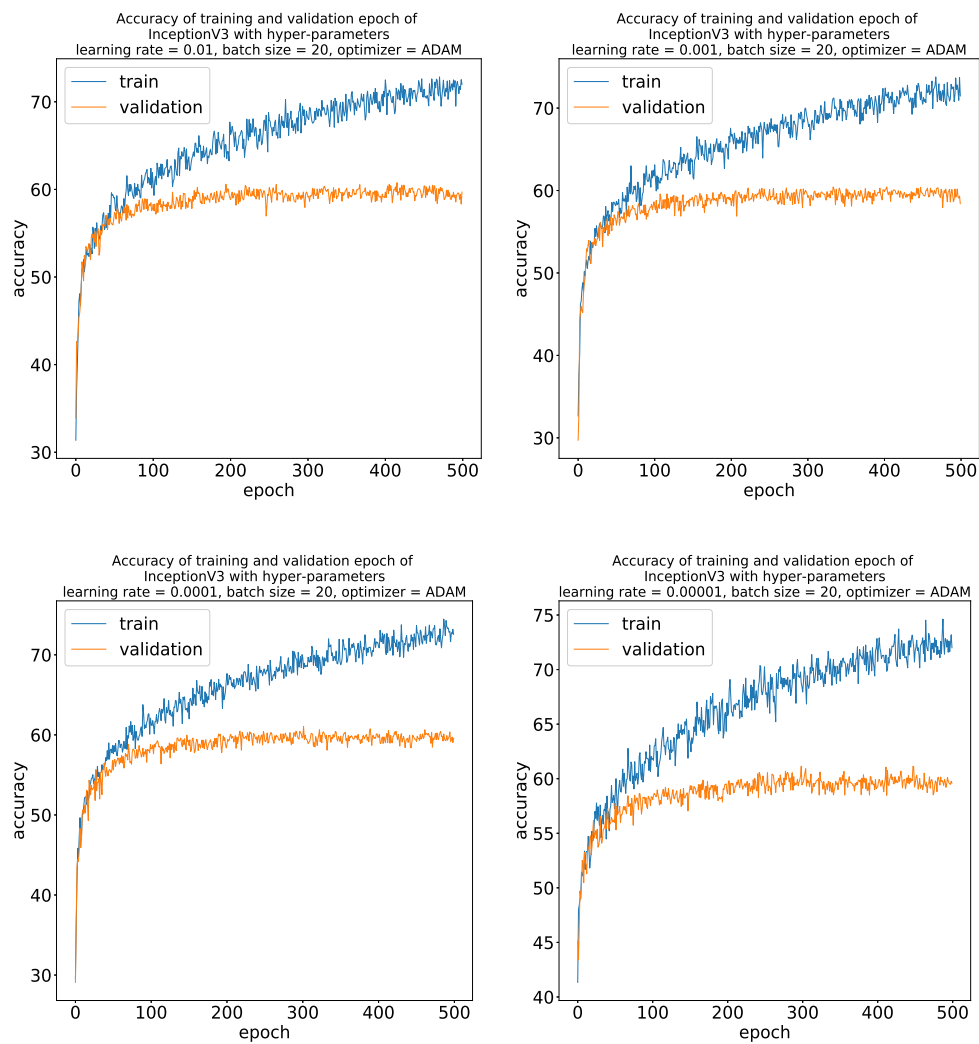 Accuracy of training and validation epoch of
InceptionV3 with hyper-parameters
learning rate = 0.01, batch size = 20, optimizer = ADAM
train
validation
70
60
50
40
30
accuracy
0 100 200 300 400 500
epoch
Accuracy of training and validation epoch of
InceptionV3 with hyper-parameters
learning rate = 0.001, batch size = 20, optimizer = ADAM
train
validation
70
60
50
40
30
accuracy
0 100 200 300 400 500
epoch
Accuracy of training and validation epoch of
InceptionV3 with hyper-parameters
learning rate = 0.0001, batch size = 20, optimizer = ADAM
train
validation
70
60
50
40
30
accuracy
0 100 200 300 400 500
epoch
Accuracy of training and validation epoch of
InceptionV3 with hyper-parameters
learning rate = 0.00001, batch size = 20, optimizer = ADAM
train
validation
75
70
65
60
55
50
45
40
accuracy
0 100 200 300 400 500
epoch